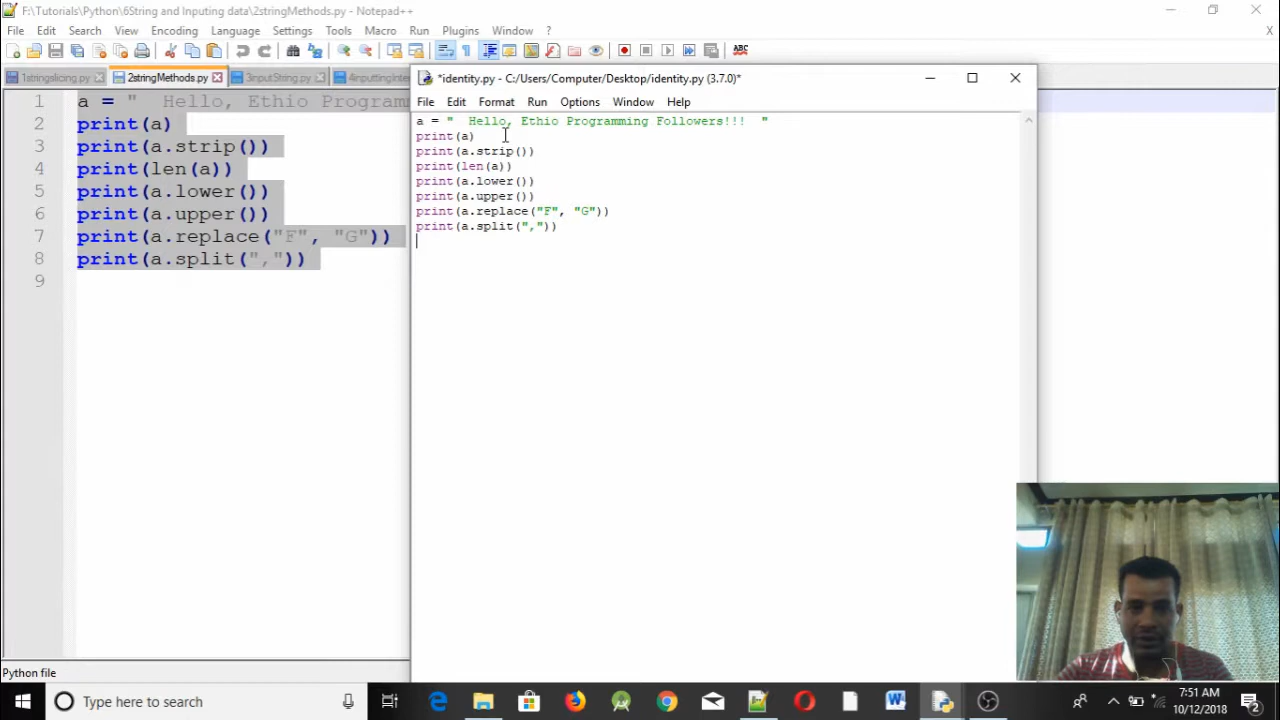 F:\Tutorials\Python\6String and Inputing data\2stringMethods.py - Notepad++
File Edit Search View Encoding Language Settings Tools Macro Run Plugins Window ?
1stringslicing.py 2stringMethods.py 3inputString.py 4inputtingInte
1 a = "  Hello, Ethio Programm
2 print(a)
3 print(a.strip())
4 print(len(a))
5 print(a.lower())
6 print(a.upper())
7 print(a.replace("F", "G"))
8 print(a.split(","))
9
*identity.py - C:/Users/Computer/Desktop/identity.py (3.7.0)*
File Edit Format Run Options Window Help
a = "  Hello, Ethio Programming Followers!!!  "
print(a)
print(a.strip())
print(len(a))
print(a.lower())
print(a.upper())
print(a.replace("F", "G"))
print(a.split(","))
Python file
Type here to search
7:51 AM
10/12/2018
2